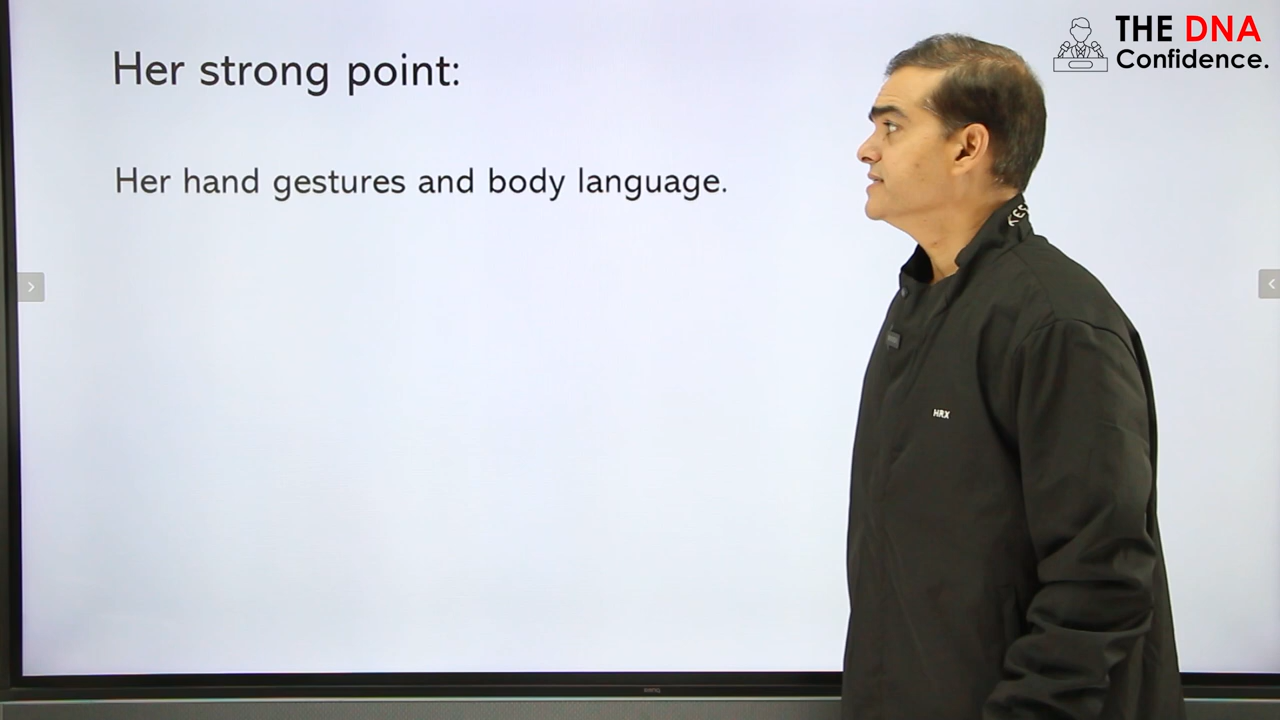 THE DNA
Confidence.
Her strong point:
Her hand gestures and body language.
HRX